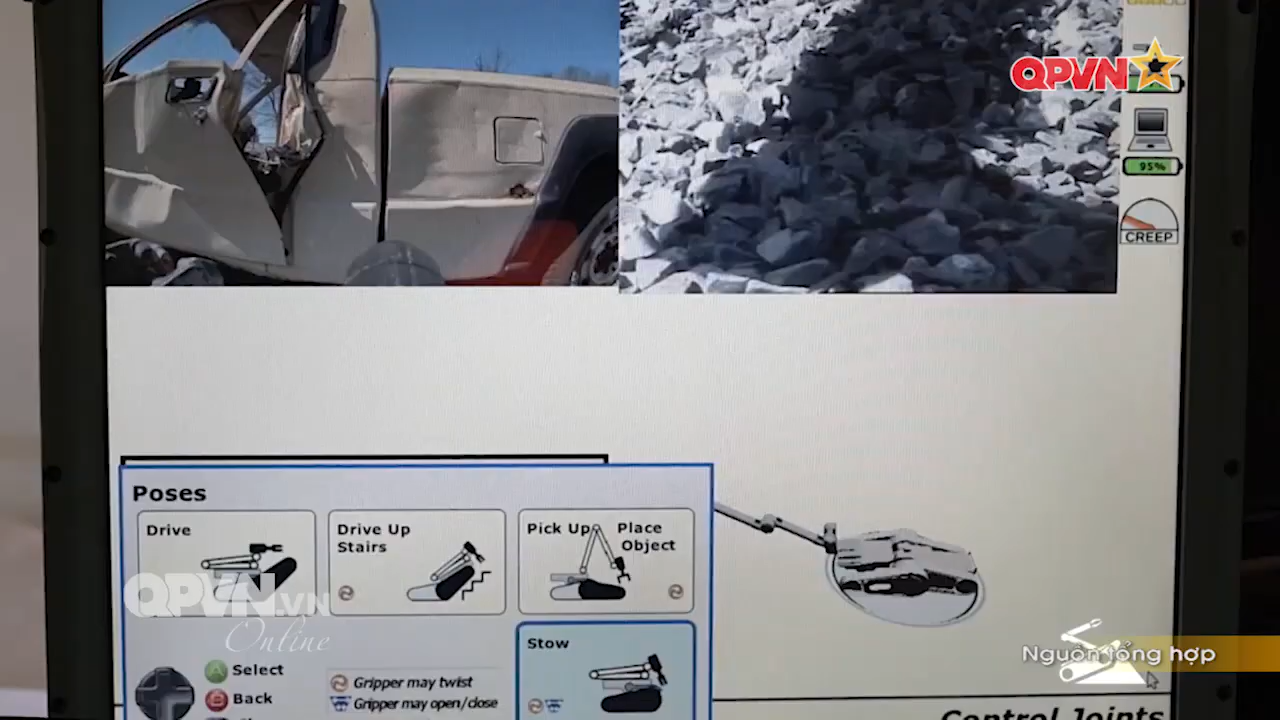 QPVN
95%
CREEP
Poses
Drive
Drive Up
Stairs
Pick Up
Place
Object
QPVN.VN
Online
Stow
Nguồn tổng hợp
A Select
B Back
Gripper may twist
Gripper may open/close
Control Joints